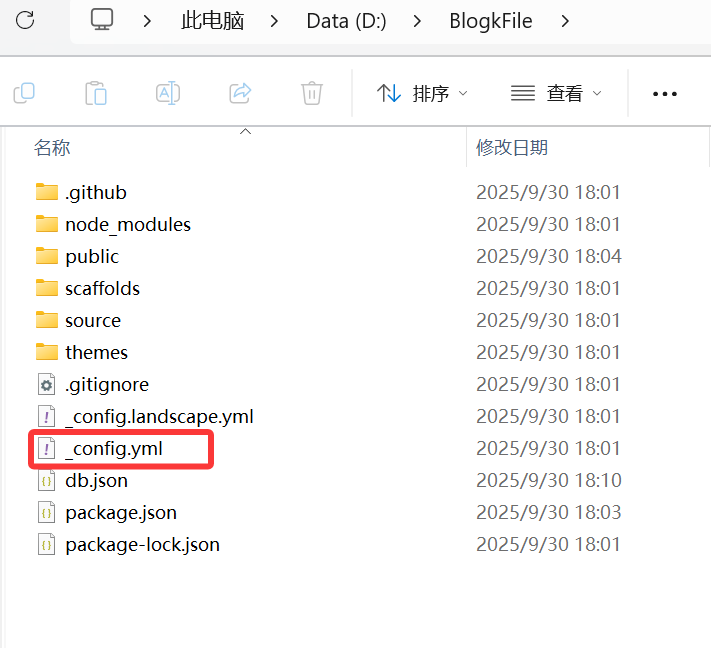 此电脑 > Data (D:) > BlogkFile >
排序 查看
名称 修改日期
.github 2025/9/30 18:01
node_modules 2025/9/30 18:01
public 2025/9/30 18:04
scaffolds 2025/9/30 18:01
source 2025/9/30 18:01
themes 2025/9/30 18:01
.gitignore 2025/9/30 18:01
_config.landscape.yml 2025/9/30 18:01
_config.yml 2025/9/30 18:01
db.json 2025/9/30 18:10
package.json 2025/9/30 18:03
package-lock.json 2025/9/30 18:01